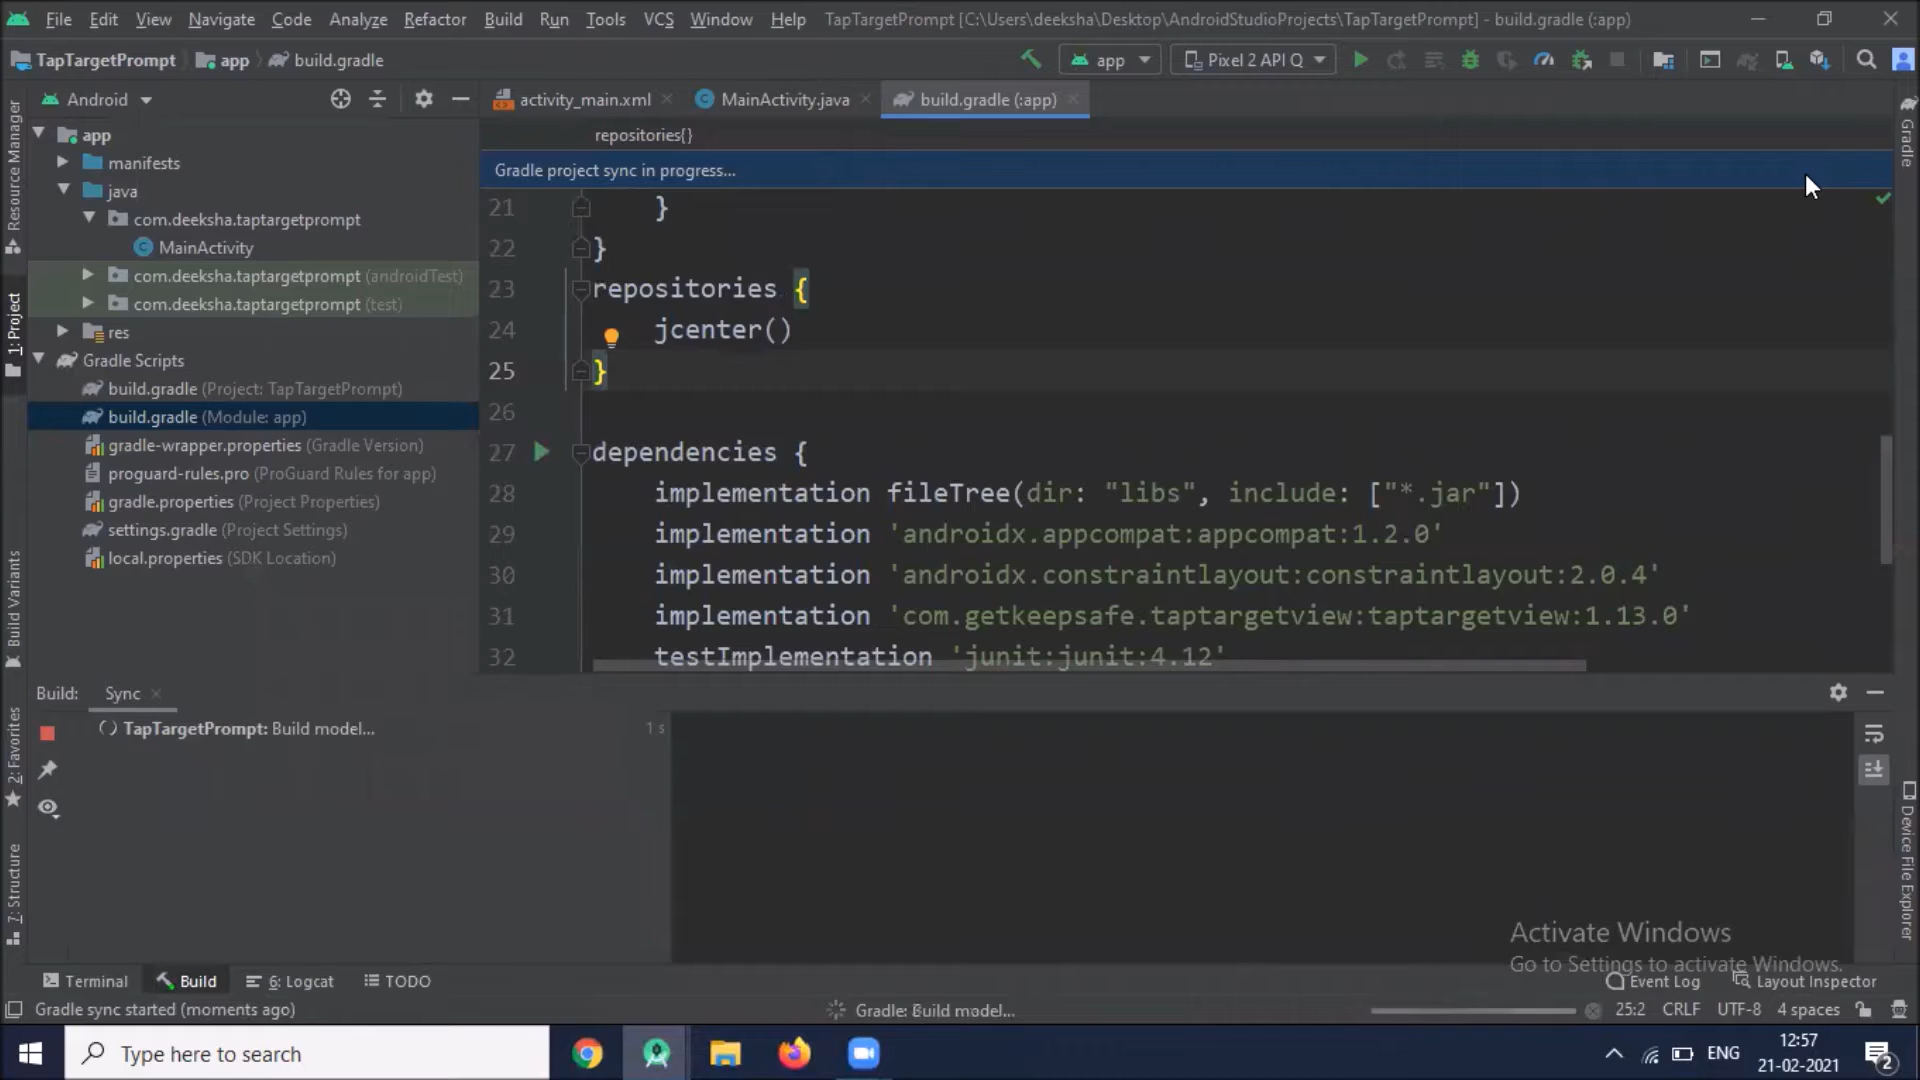 File Edit View Navigate Code Analyze Refactor Build Run Tools VCS Window Help TapTargetPrompt [C:\Users\deeksha\Desktop\AndroidStudioProjects\TapTargetPrompt] - build.gradle (:app)
TapTargetPrompt app build.gradle app Pixel 2 API Q
Android activity_main.xml MainActivity.java build.gradle (:app)
repositories{}
Gradle project sync in progress...
app
manifests
java
com.deeksha.taptargetprompt
MainActivity
com.deeksha.taptargetprompt (androidTest)
com.deeksha.taptargetprompt (test)
res
Gradle Scripts
build.gradle (Project: TapTargetPrompt)
build.gradle (Module: app)
gradle-wrapper.properties (Gradle Version)
proguard-rules.pro (ProGuard Rules for app)
gradle.properties (Project Properties)
settings.gradle (Project Settings)
local.properties (SDK Location)
21 }
22 }
23 repositories {
24 jcenter()
25 }
26
27 dependencies {
28 implementation fileTree(dir: "libs", include: ["*.jar"])
29 implementation 'androidx.appcompat:appcompat:1.2.0'
30 implementation 'androidx.constraintlayout:constraintlayout:2.0.4'
31 implementation 'com.getkeepsafe.taptargetview:taptargetview:1.13.0'
32 testImplementation 'junit:junit:4.12'
Resource Manager
1: Project
Build Variants
2: Favorites
7: Structure
Gradle
Device File Explorer
Build: Sync
TapTargetPrompt: Build model... 1 s
Activate Windows
Go to Settings to activate Windows.
Terminal Build 6: Logcat TODO Event Log Layout Inspector
Gradle sync started (moments ago) Gradle: Build model... 25:2 CRLF UTF-8 4 spaces
Type here to search ENG 12:57
21-02-2021
2